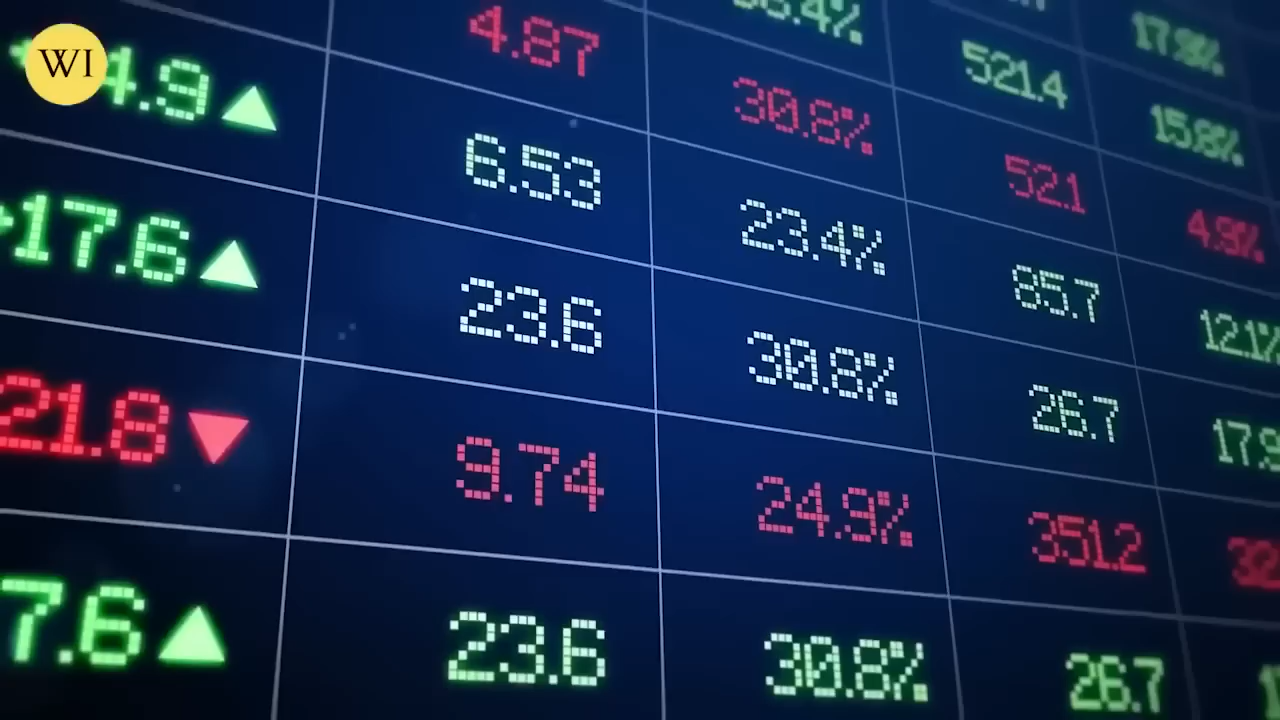 WI
4.9 ▲ 4.87 30.8% 521.4 17.9%
17.6 ▲ 6.53 23.4% 52.1 15.8%
21.8 ▼ 23.6 30.8% 85.7 4.9%
7.6 ▲ 9.74 24.9% 26.7 12.1%
23.6 30.8% 351.2 17.9
26.7